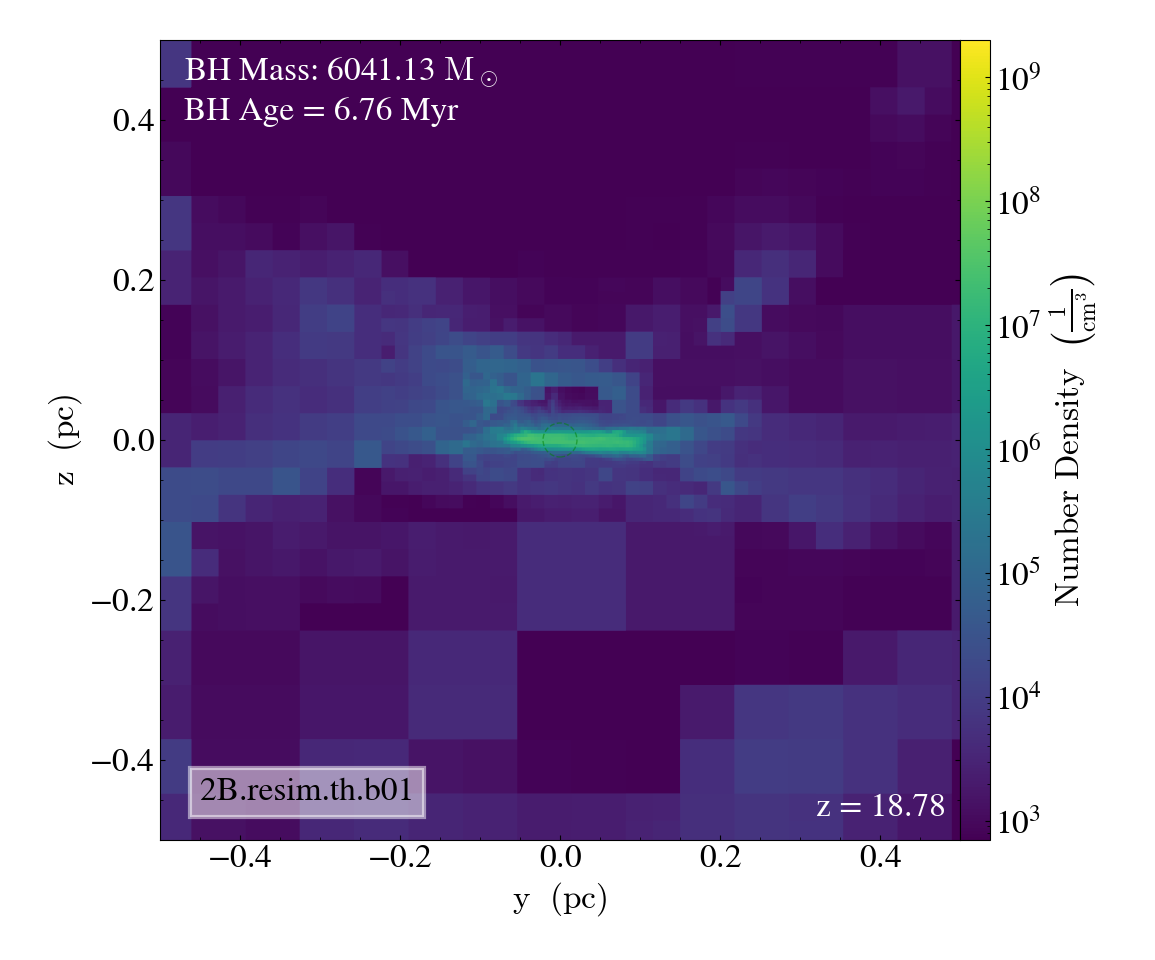 BH Mass: 6041.13 M⊙
BH Age = 6.76 Myr
0.4
0.2
0.0
−0.2
−0.4
z (pc)
2B.resim.th.b01
z = 18.78
−0.4
−0.2
0.0
0.2
0.4
y (pc)
10⁹
10⁸
10⁷
10⁶
10⁵
10⁴
10³
Number Density (1/cm³)